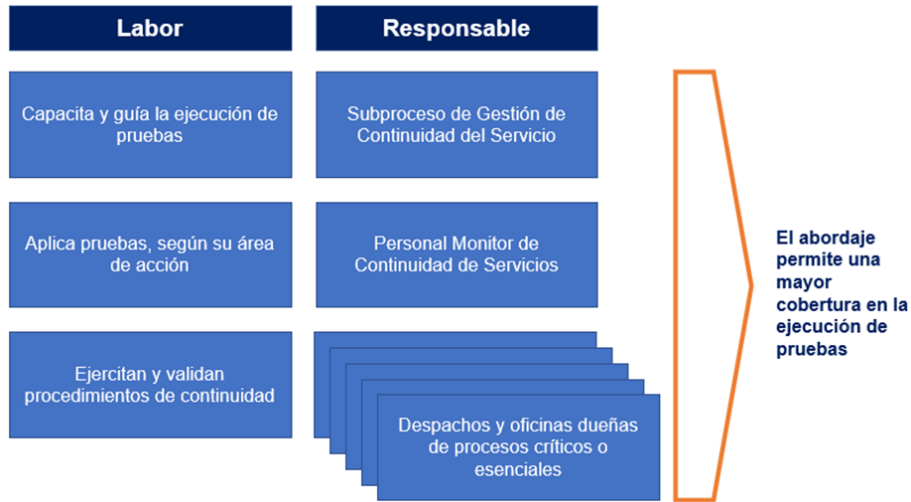 Labor
Responsable
Capacita y guía la ejecución de
pruebas
Subproceso de Gestión de
Continuidad del Servicio
Aplica pruebas, según su área
de acción
Personal Monitor de
Continuidad de Servicios
Ejercitan y validan
procedimientos de continuidad
Despachos y oficinas dueñas
de procesos críticos o
esenciales
El abordaje
permite una
mayor
cobertura en la
ejecución de
pruebas